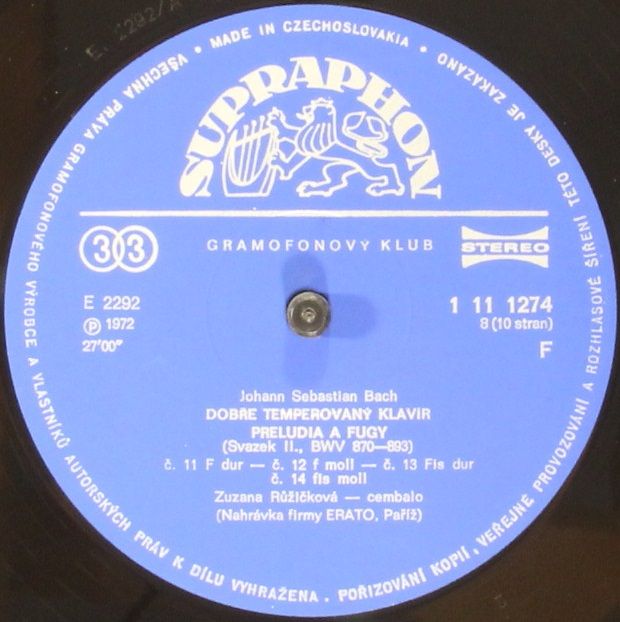 E 2292/A
VŠECHNA PRÁVA GRAMOFONOVÉHO VÝROBCE A VLASTNÍKŮ AUTORSKÝCH PRÁV K DÍLU VYHRAŽENA. POŘIZOVÁNÍ KOPIÍ, VEŘEJNÉ PROVOZOVÁNÍ A ROZHLASOVÉ ŠÍŘENÍ TÉTO DESKY JE ZAKÁZÁNO
• MADE IN CZECHOSLOVAKIA •
SUPRAPHON
33
GRAMOFONOVÝ KLUB
STEREO
E 2292
Ⓟ 1972
27'00"
1 11 1274
8 (10 stran)
F
Johann Sebastian Bach
DOBŘE TEMPEROVANÝ KLAVÍR
PRELUDIA A FUGY
(Svazek II., BWV 870—893)
č. 11 F dur — č. 12 f moll — č. 13 Fis dur
č. 14 fis moll
Zuzana Růžičková — cembalo
(Nahrávka firmy ERATO, Paříž)